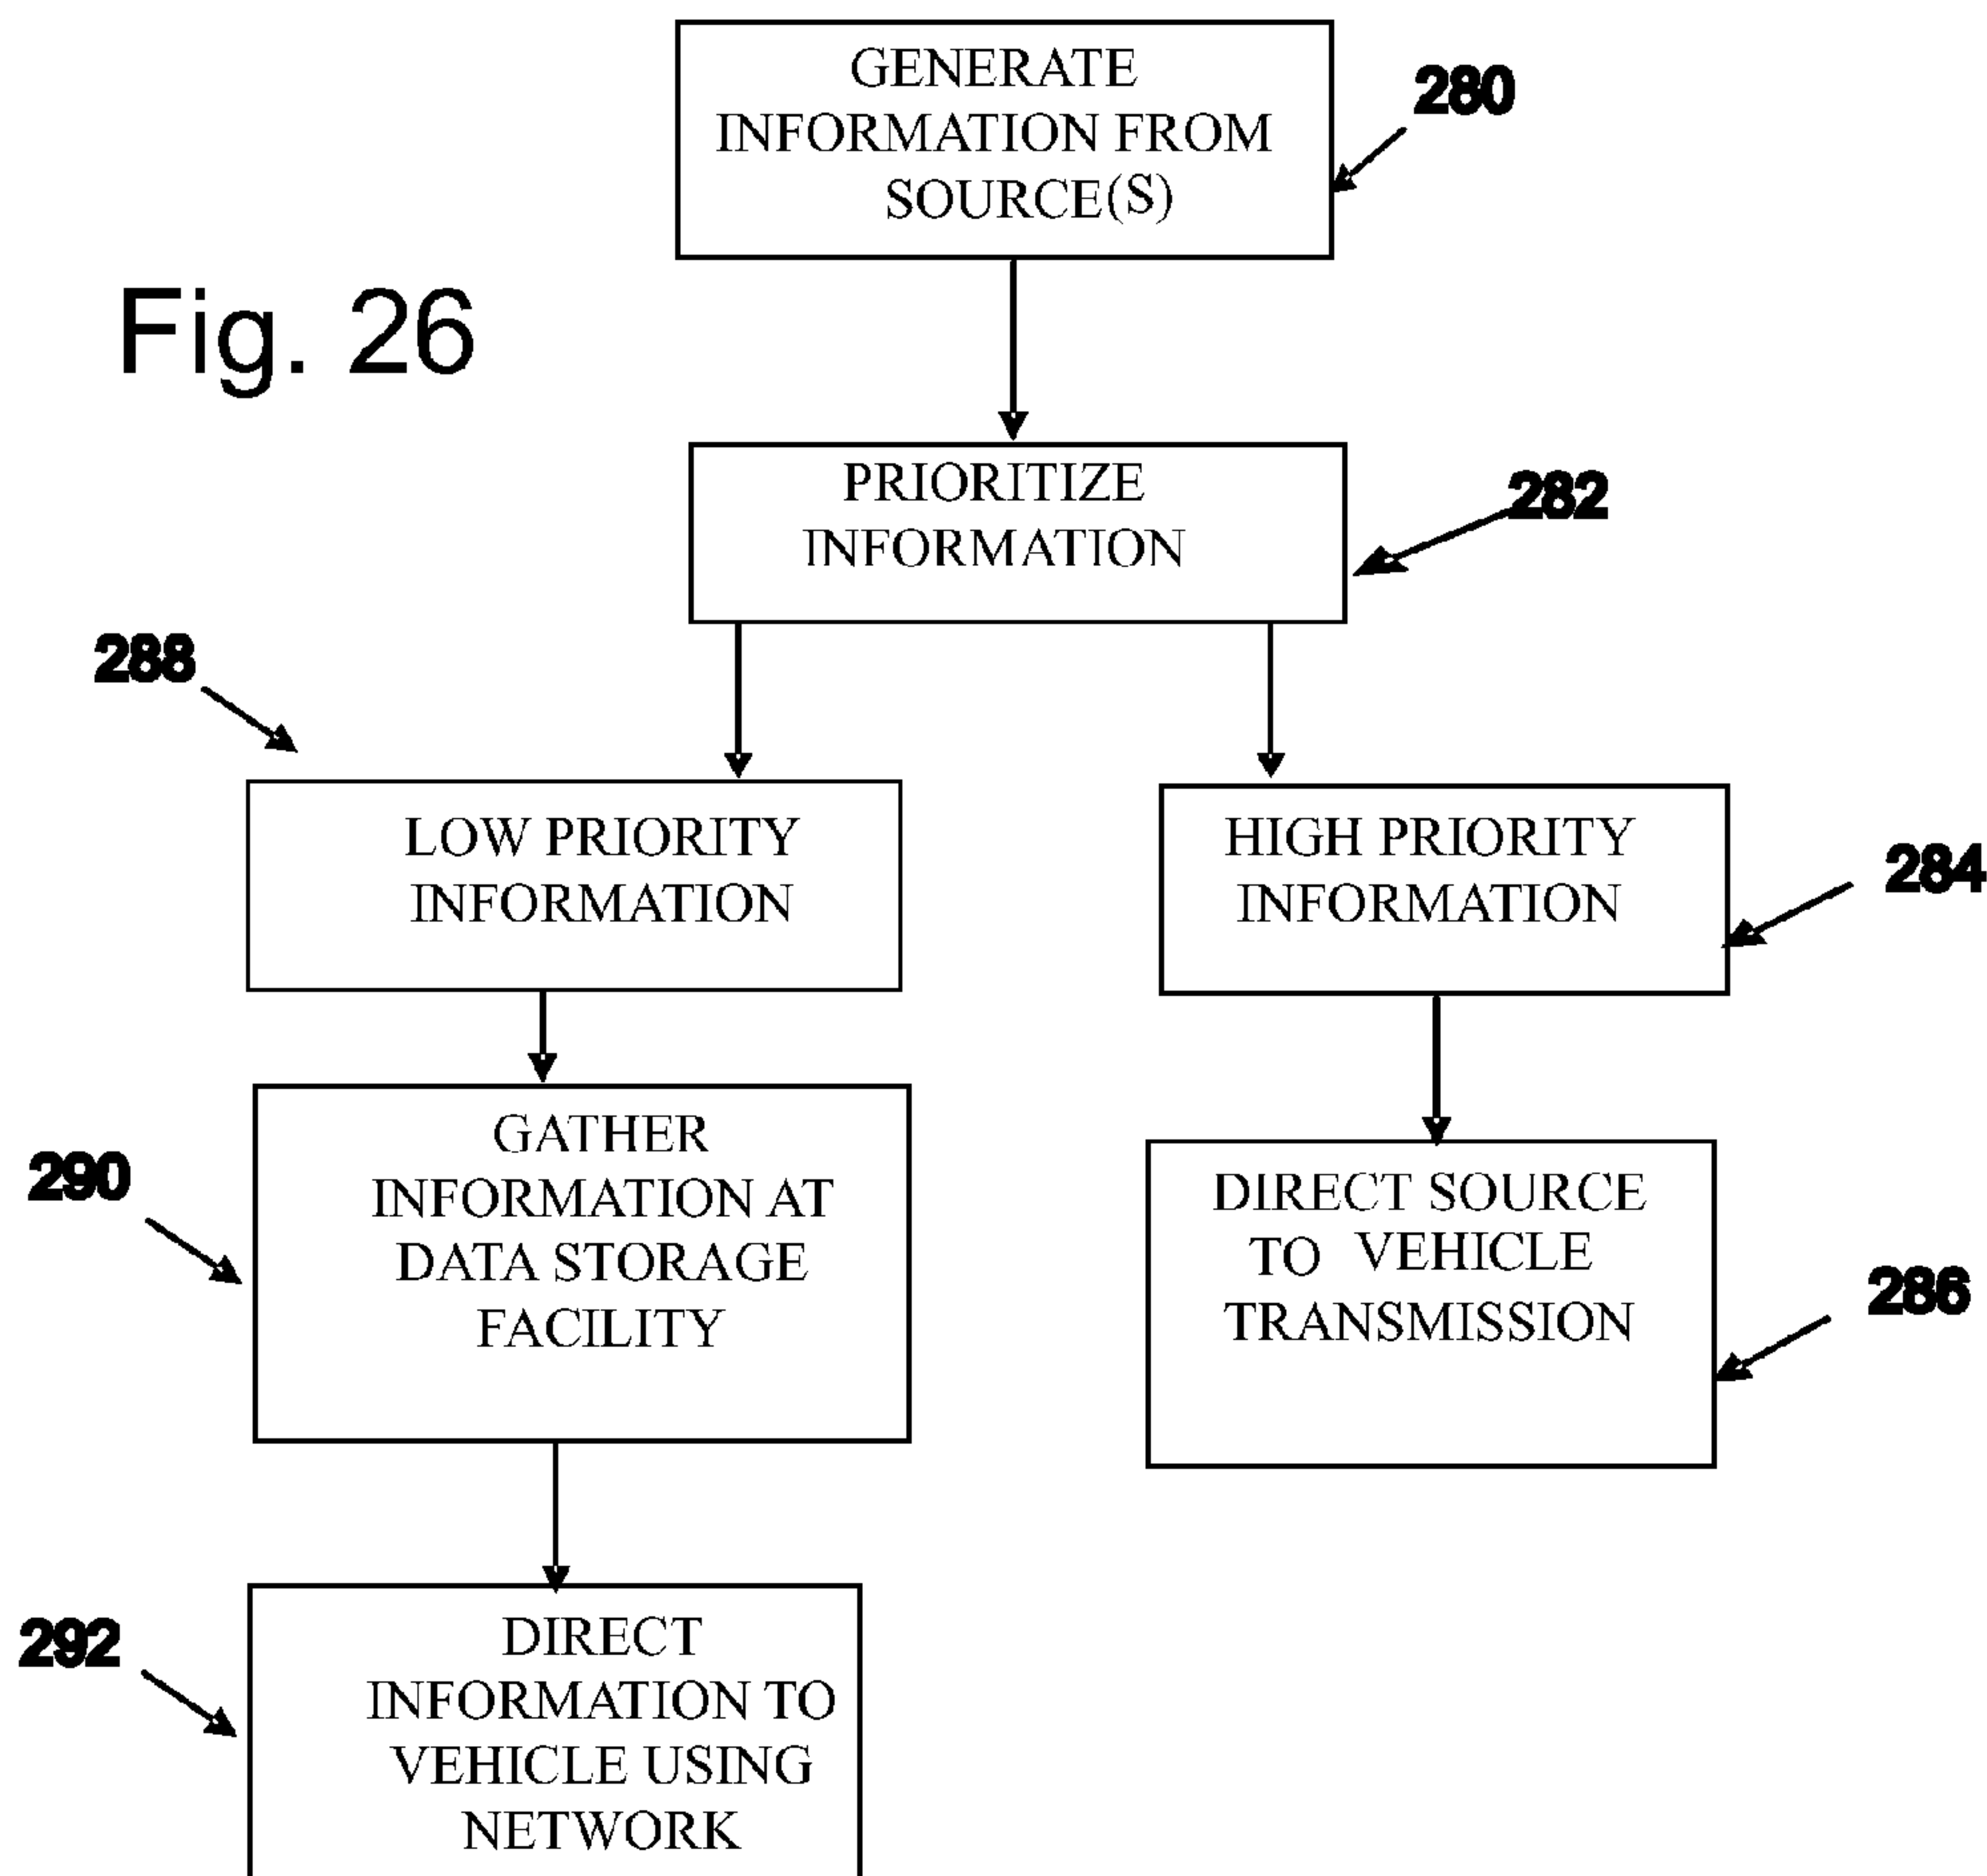 GENERATE
INFORMATION FROM
SOURCE(S)
280
Fig. 26
PRIORITIZE
INFORMATION
282
288
LOW PRIORITY
INFORMATION
HIGH PRIORITY
INFORMATION
284
290
GATHER
INFORMATION AT
DATA STORAGE
FACILITY
DIRECT SOURCE
TO VEHICLE
TRANSMISSION
286
292
DIRECT
INFORMATION TO
VEHICLE USING
NETWORK